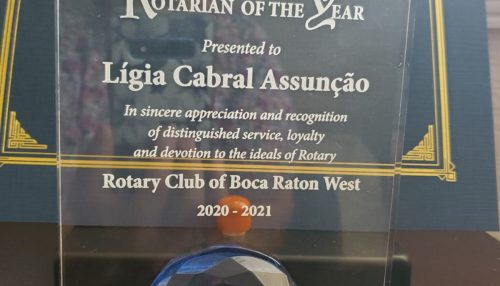 ROTARIAN OF THE YEAR
Presented to
Lígia Cabral Assunção
In sincere appreciation and recognition
of distinguished service, loyalty
and devotion to the ideals of Rotary
Rotary Club of Boca Raton West
2020 - 2021